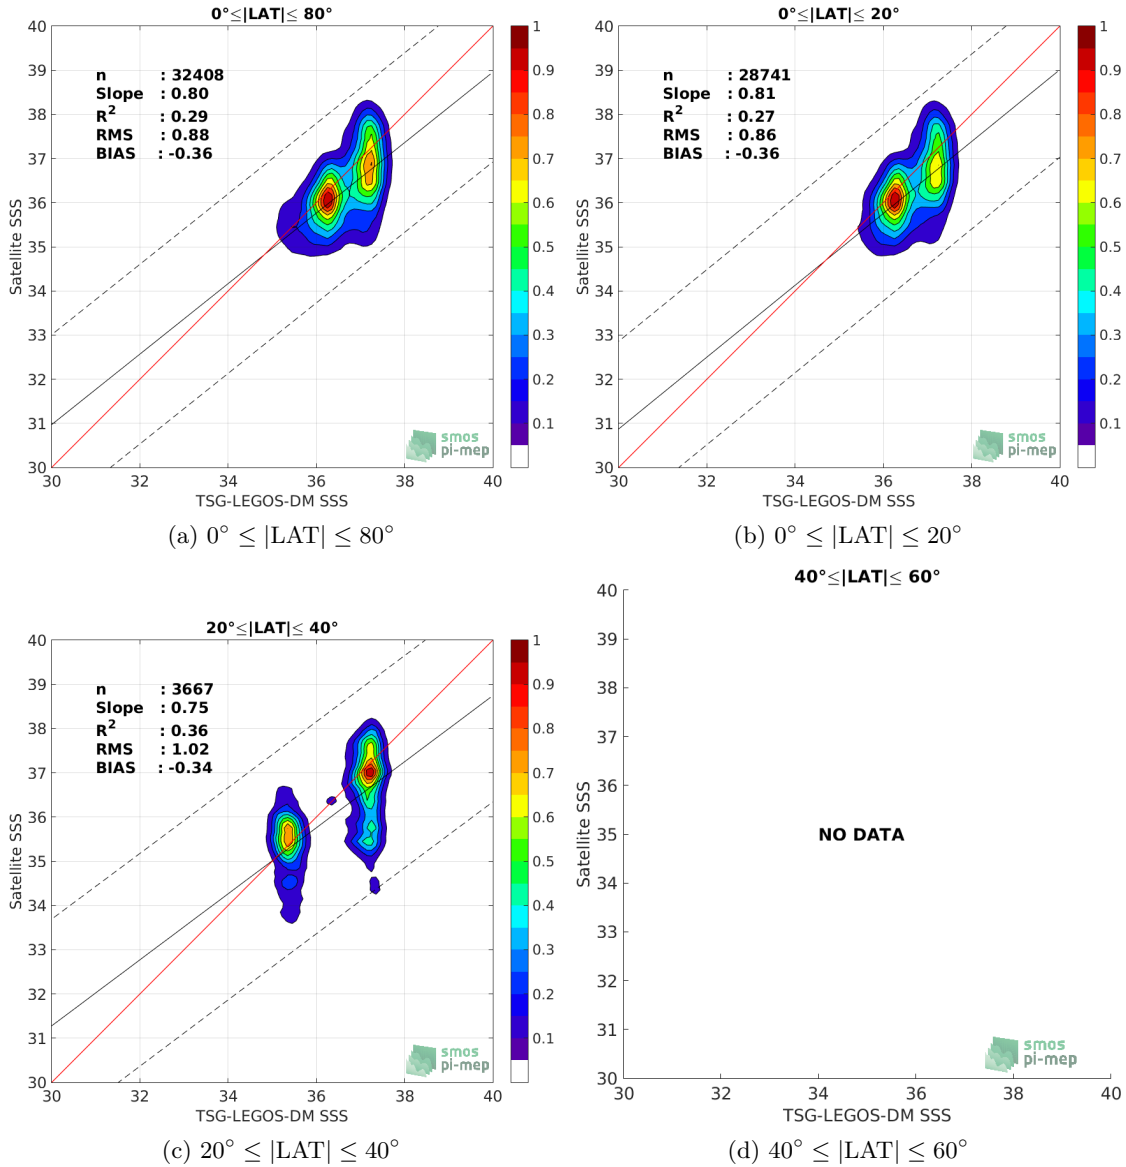 0°≤|LAT|≤ 80°
n : 32408
Slope : 0.80
R² : 0.29
RMS : 0.88
BIAS : -0.36
40
39
38
37
36
35
34
33
32
31
30
Satellite SSS
30 32 34 36 38 40
TSG-LEGOS-DM SSS
1
0.9
0.8
0.7
0.6
0.5
0.4
0.3
0.2
0.1
smos
pi-mep
(a) 0° ≤ |LAT| ≤ 80°
0°≤|LAT|≤ 20°
n : 28741
Slope : 0.81
R² : 0.27
RMS : 0.86
BIAS : -0.36
40
39
38
37
36
35
34
33
32
31
30
Satellite SSS
30 32 34 36 38 40
TSG-LEGOS-DM SSS
1
0.9
0.8
0.7
0.6
0.5
0.4
0.3
0.2
0.1
smos
pi-mep
(b) 0° ≤ |LAT| ≤ 20°
20°≤|LAT|≤ 40°
n : 3667
Slope : 0.75
R² : 0.36
RMS : 1.02
BIAS : -0.34
40
39
38
37
36
35
34
33
32
31
30
Satellite SSS
30 32 34 36 38 40
TSG-LEGOS-DM SSS
1
0.9
0.8
0.7
0.6
0.5
0.4
0.3
0.2
0.1
smos
pi-mep
(c) 20° ≤ |LAT| ≤ 40°
40°≤|LAT|≤ 60°
40
39
38
37
36
35
34
33
32
31
30
Satellite SSS
NO DATA
30 32 34 36 38 40
TSG-LEGOS-DM SSS
smos
pi-mep
(d) 40° ≤ |LAT| ≤ 60°